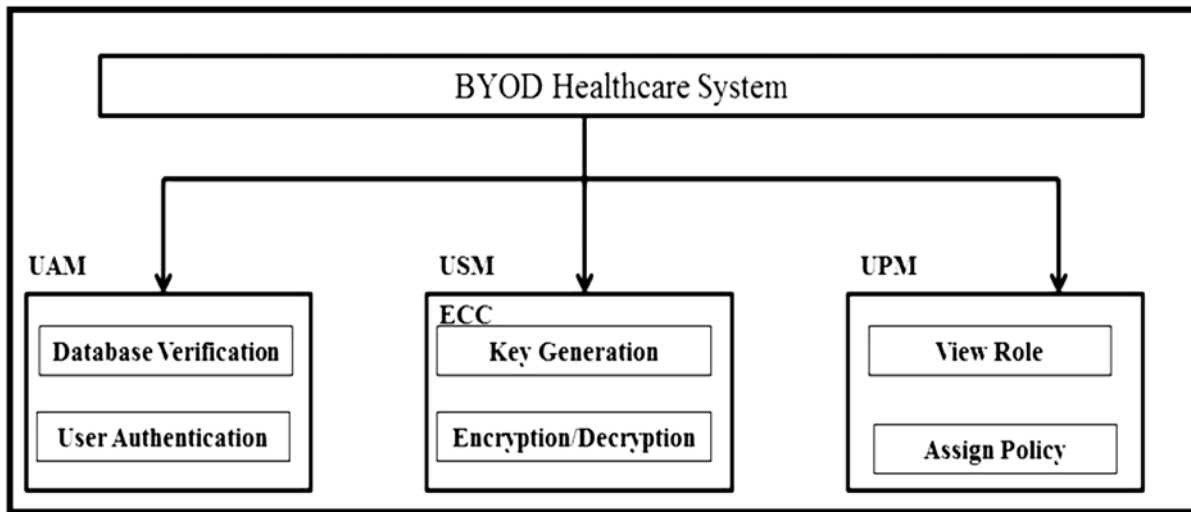 BYOD Healthcare System
UAM
Database Verification
User Authentication
USM
ECC
Key Generation
Encryption/Decryption
UPM
View Role
Assign Policy